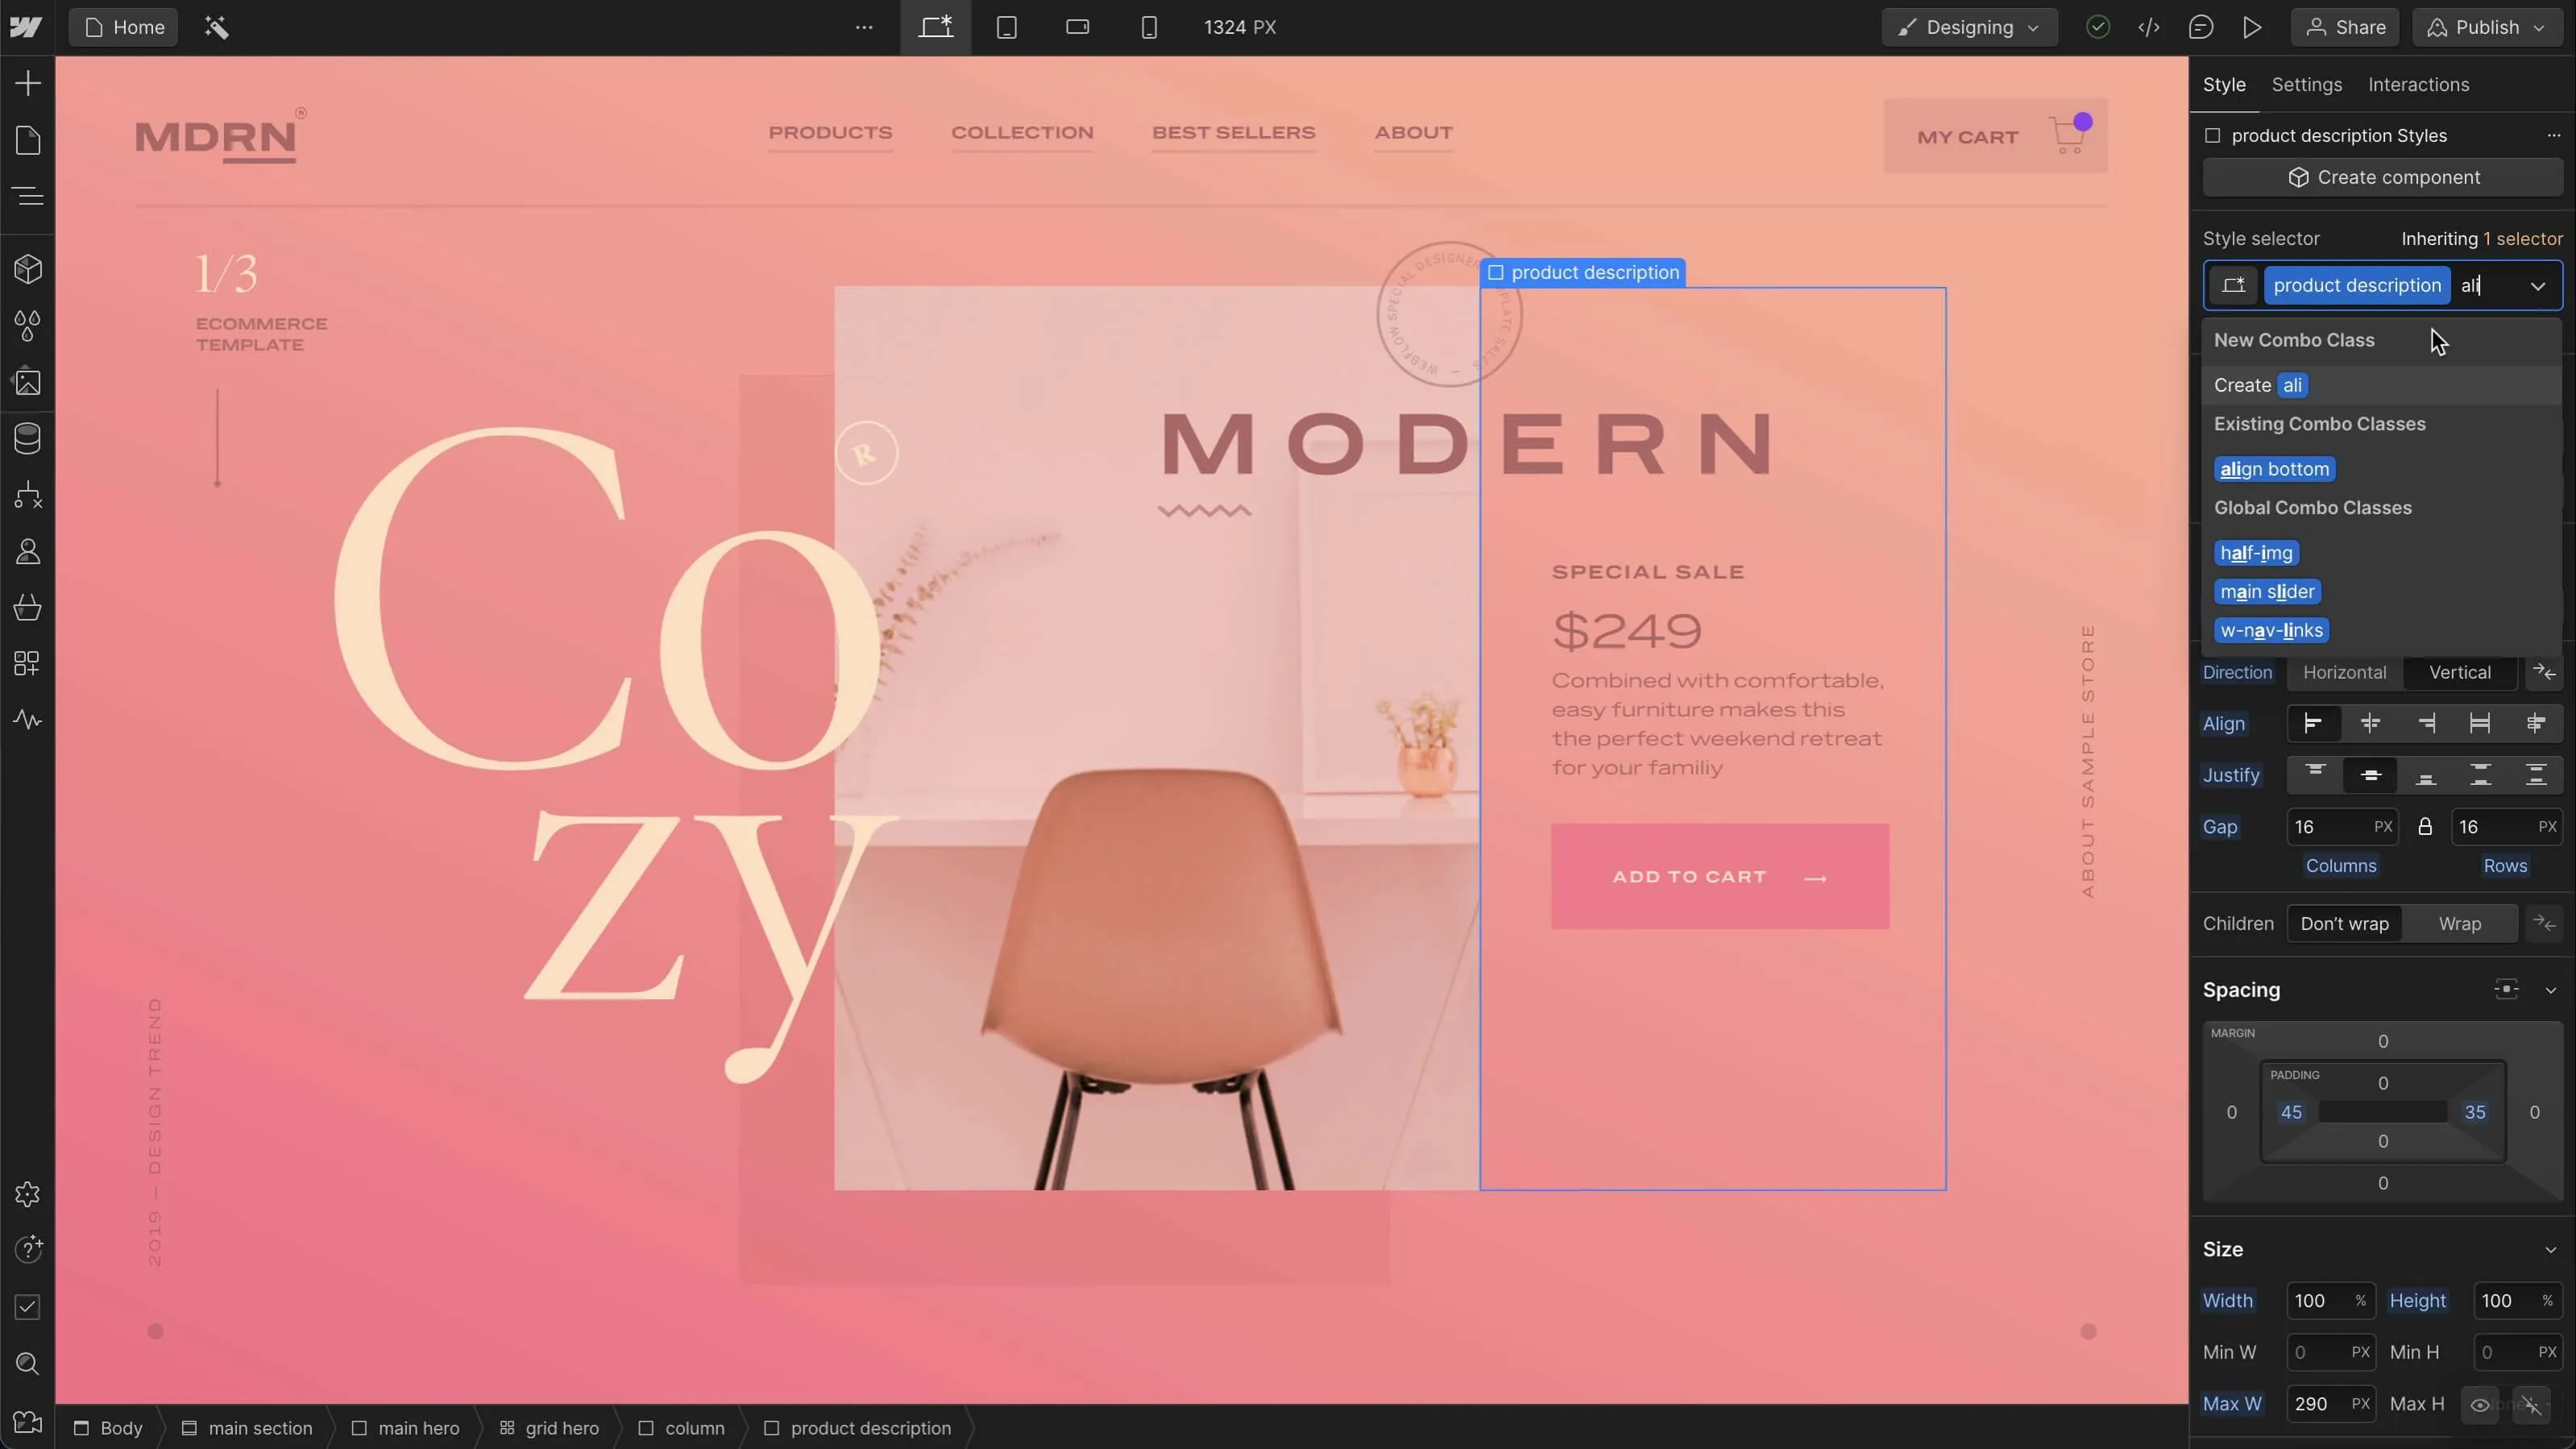 Home
1324 PX
Designing
Share
Publish
Style
Settings
Interactions
product description Styles
Create component
Style selector
Inheriting 1 selector
product description
ali
New Combo Class
Create ali
Existing Combo Classes
align bottom
Global Combo Classes
half-img
main slider
w-nav-links
Direction
Horizontal
Vertical
Align
Justify
Gap
16 PX
16 PX
Columns
Rows
Children
Don't wrap
Wrap
Spacing
MARGIN
0
PADDING
0
0
45
35
0
0
0
Size
Width
100 %
Height
100 %
Min W
0 PX
Min H
0 PX
Max W
290 PX
Max H
MDRN®
PRODUCTS
COLLECTION
BEST SELLERS
ABOUT
MY CART
1/3
ECOMMERCE
TEMPLATE
product description
R
MODERN
Co
zy
SPECIAL SALE
$249
Combined with comfortable,
easy furniture makes this
the perfect weekend retreat
for your familiy
ADD TO CART
ABOUT SAMPLE STORE
2019 — DESIGN TREND
Body
main section
main hero
grid hero
column
product description